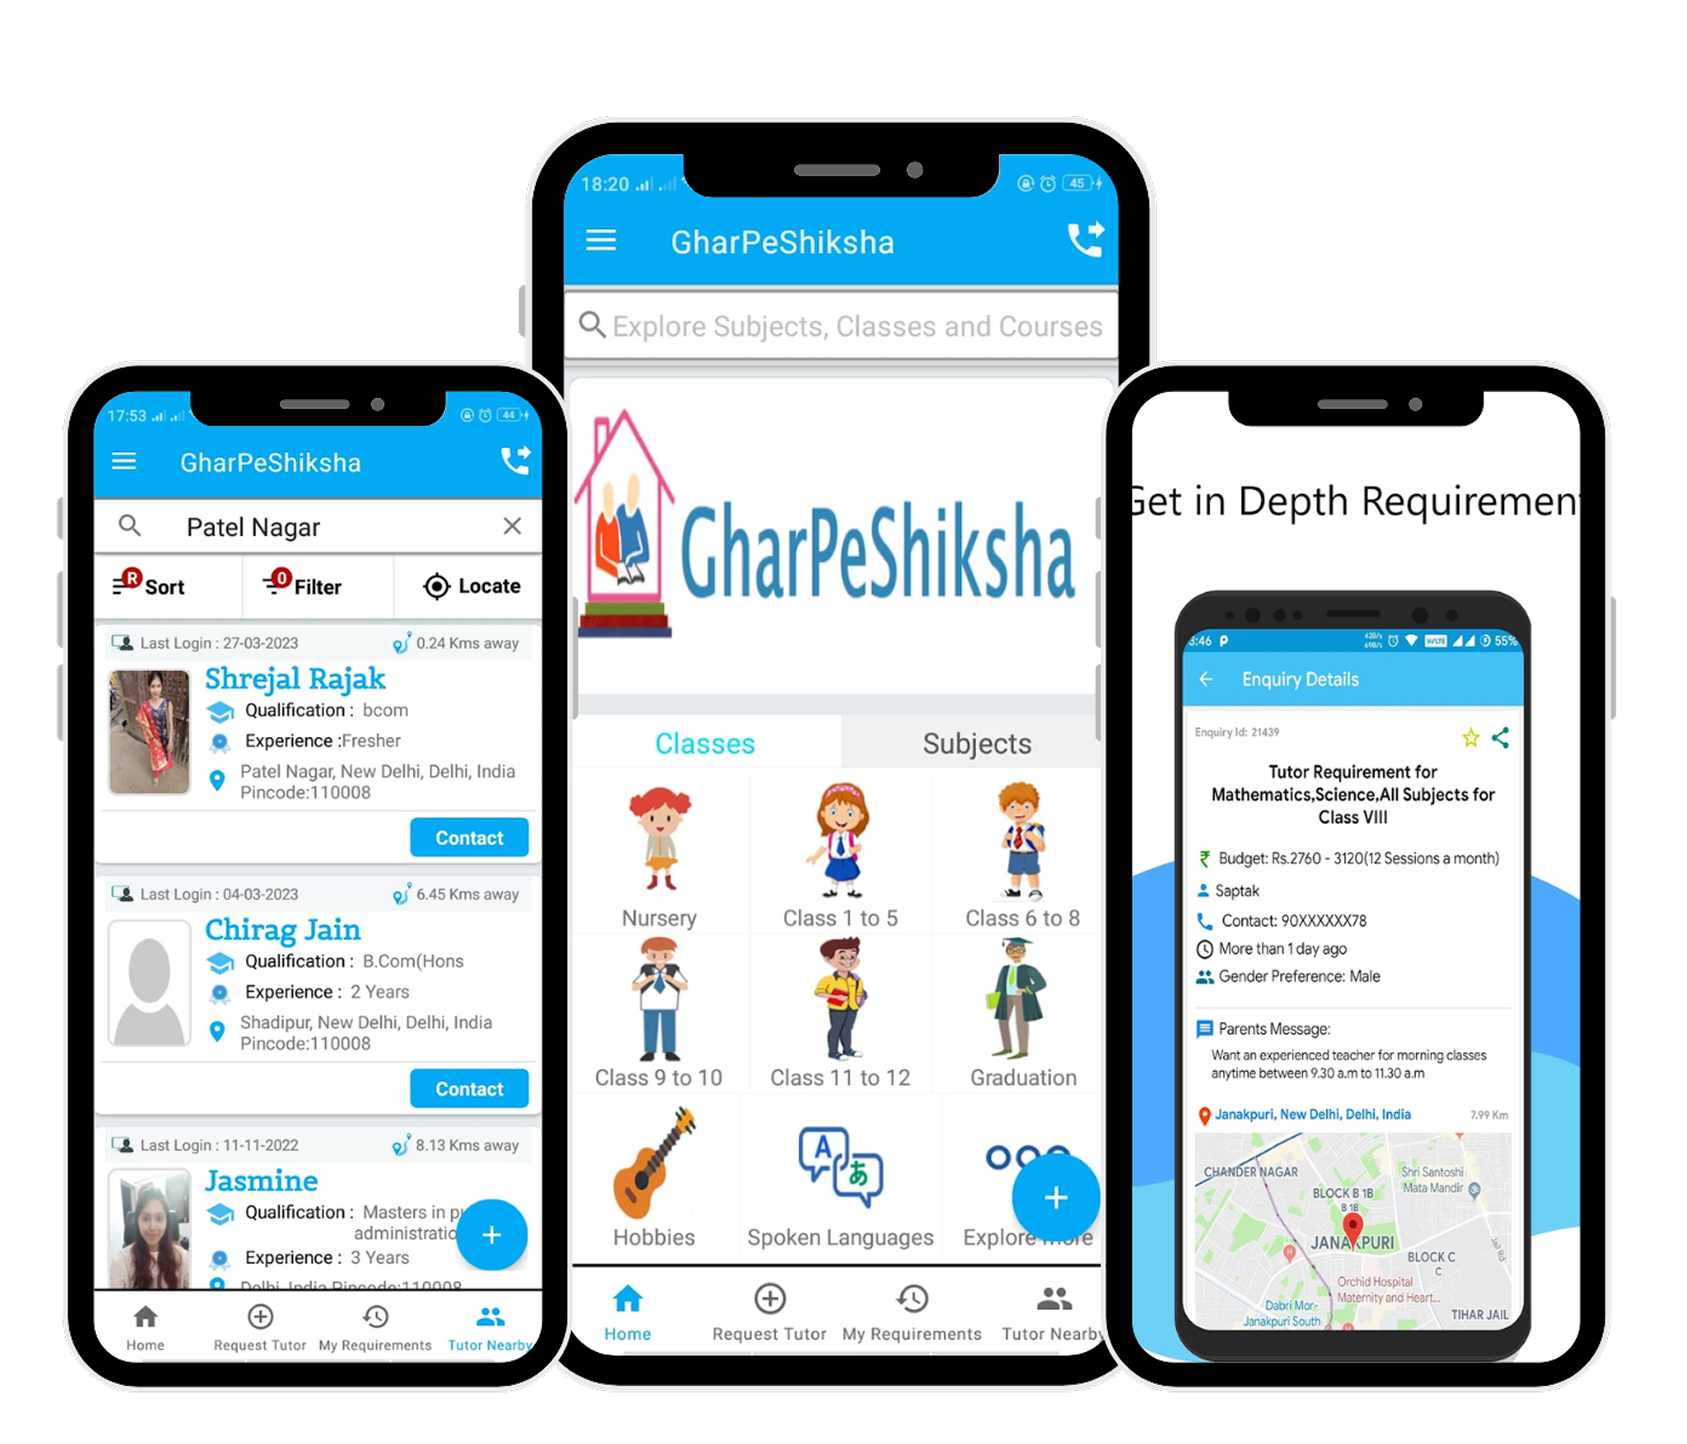 17:53
44
GharPeShiksha
Patel Nagar
R
Sort
0
Filter
Locate
Last Login : 27-03-2023
0.24 Kms away
Shrejal Rajak
Qualification : bcom
Experience :Fresher
Patel Nagar, New Delhi, Delhi, India
Pincode:110008
Contact
Last Login : 04-03-2023
6.45 Kms away
Chirag Jain
Qualification : B.Com(Hons
Experience : 2 Years
Shadipur, New Delhi, Delhi, India
Pincode:110008
Contact
Last Login : 11-11-2022
8.13 Kms away
Jasmine
Qualification : Masters in
Experience : 3 Years
Delhi, India Pincode:110008
Home
Request Tutor
My Requirements
Tutor Nearby
18:20
45
GharPeShiksha
Explore Subjects, Classes and Courses
GharPeShiksha
Classes
Subjects
Nursery
Class 1 to 5
Class 6 to 8
Class 9 to 10
Class 11 to 12
Graduation
A
あ
Hobbies
Spoken Languages
Explore more
Home
Request Tutor
My Requirements
Tutor Nearby
Get in Depth Requirement
3:46
55%
Enquiry Details
Enquiry Id: 21439
Tutor Requirement for
Mathematics,Science,All Subjects for
Class VIII
₹ Budget: Rs.2760 - 3120(12 Sessions a month)
Saptak
Contact: 90XXXXXX78
More than 1 day ago
Gender Preference: Male
Parents Message:
Want an experienced teacher for morning classes
anytime between 9.30 a.m to 11.30 a.m
Janakpuri, New Delhi, Delhi, India
7.99 Km
CHANDER NAGAR
Shri Santoshi
Mata Mandir
BLOCK B 1B
B 1B
JANAKPURI
BLOCK C
C
Jail Rd
H
Orchid Hospital
Maternity and Heart...
Dabri Mor-
Janakpuri South
TIHAR JAIL